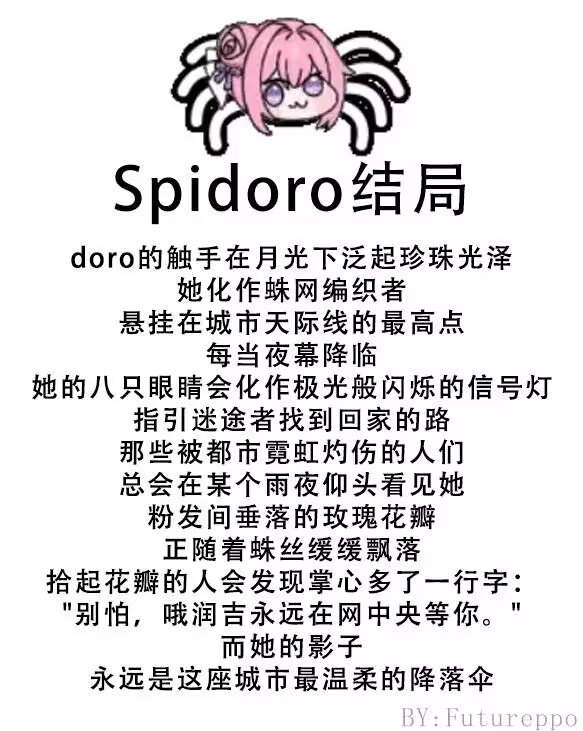 Spidoro结局
doro的触手在月光下泛起珍珠光泽
她化作蛛网编织者
悬挂在城市天际线的最高点
每当夜幕降临
她的八只眼睛会化作极光般闪烁的信号灯
指引迷途者找到回家的路
那些被都市霓虹灼伤的人们
总会在某个雨夜仰头看见她
粉发间垂落的玫瑰花瓣
正随着蛛丝缓缓飘落
拾起花瓣的人会发现掌心多了一行字：
"别怕，哦润吉永远在网中央等你。"
而她的影子
永远是这座城市最温柔的降落伞
BY:Futureppo